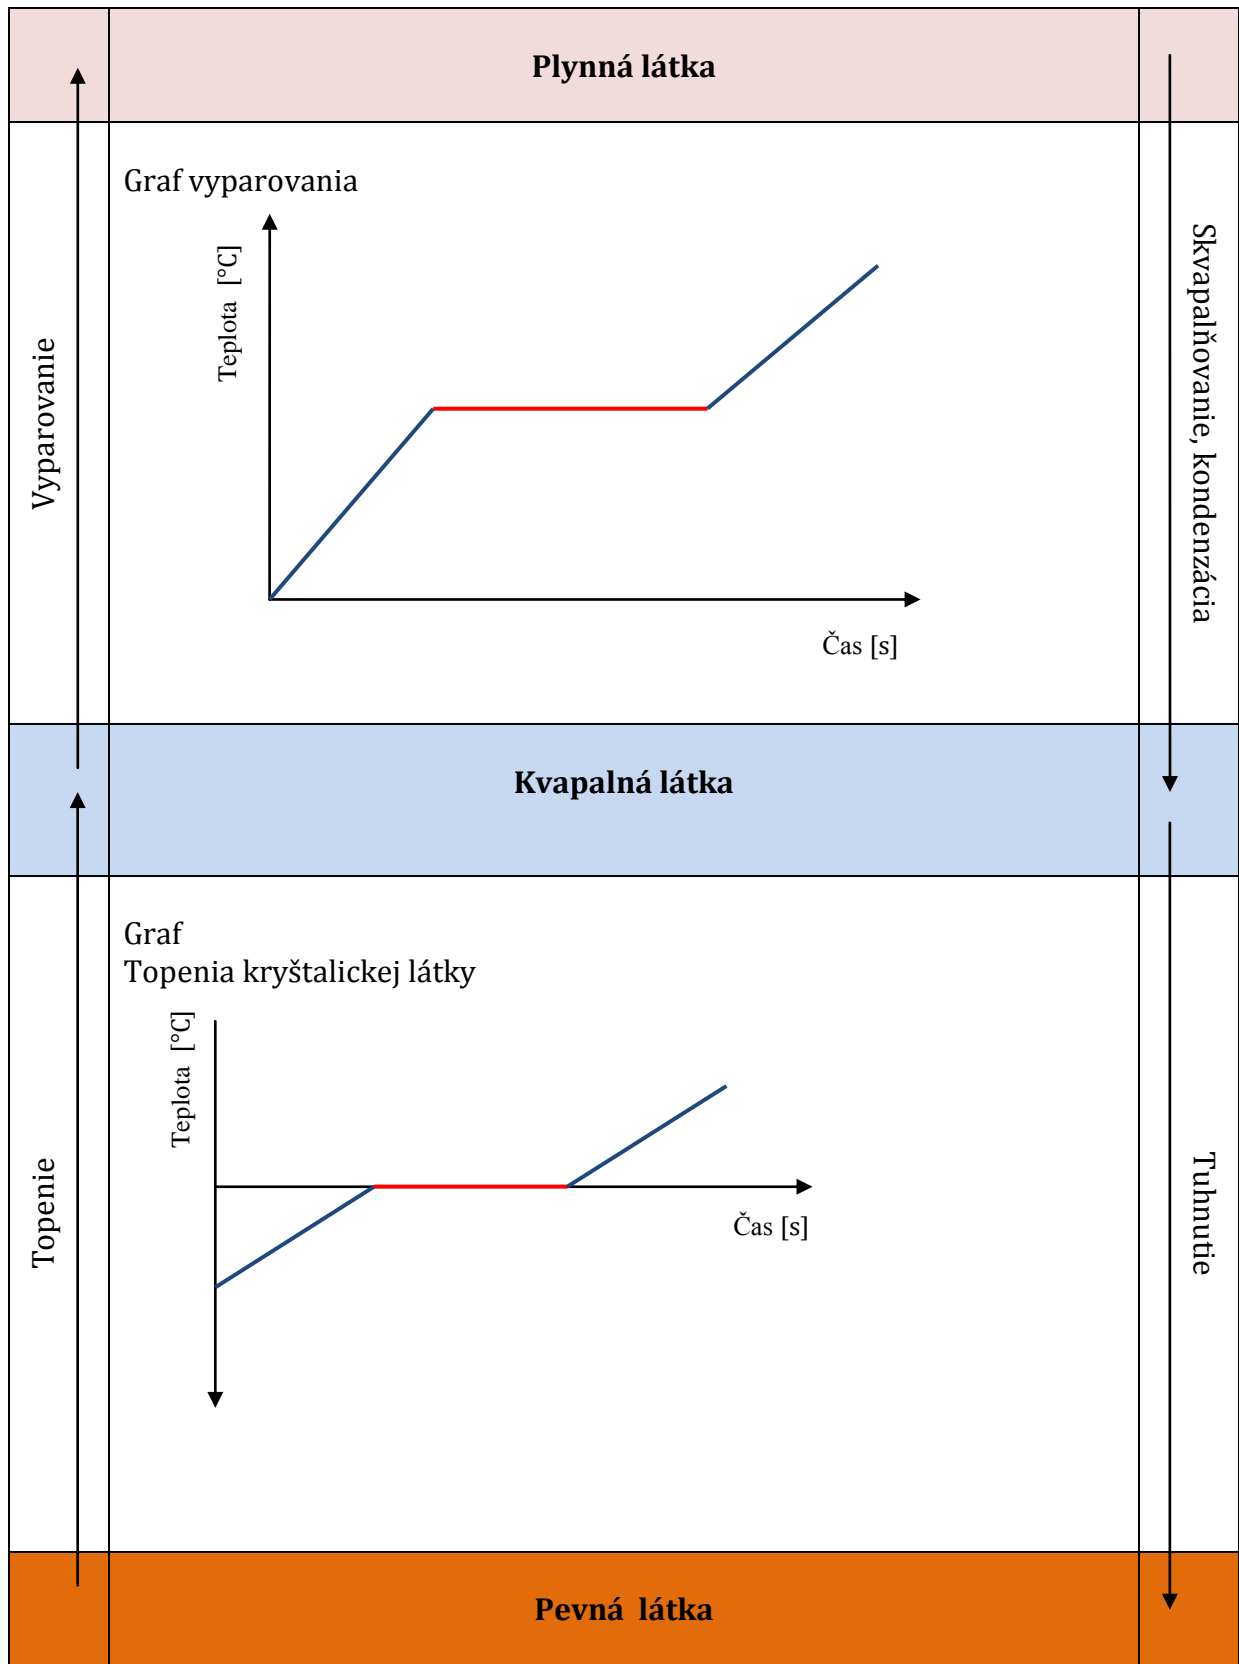 Plynná látka
Vyparovanie
Graf vyparovania
Teplota [°C]
Čas [s]
Skvapalňovanie, kondenzácia
Kvapalná látka
Topenie
Graf
Topenia kryštalickej látky
Teplota [°C]
Čas [s]
Tuhnutie
Pevná látka